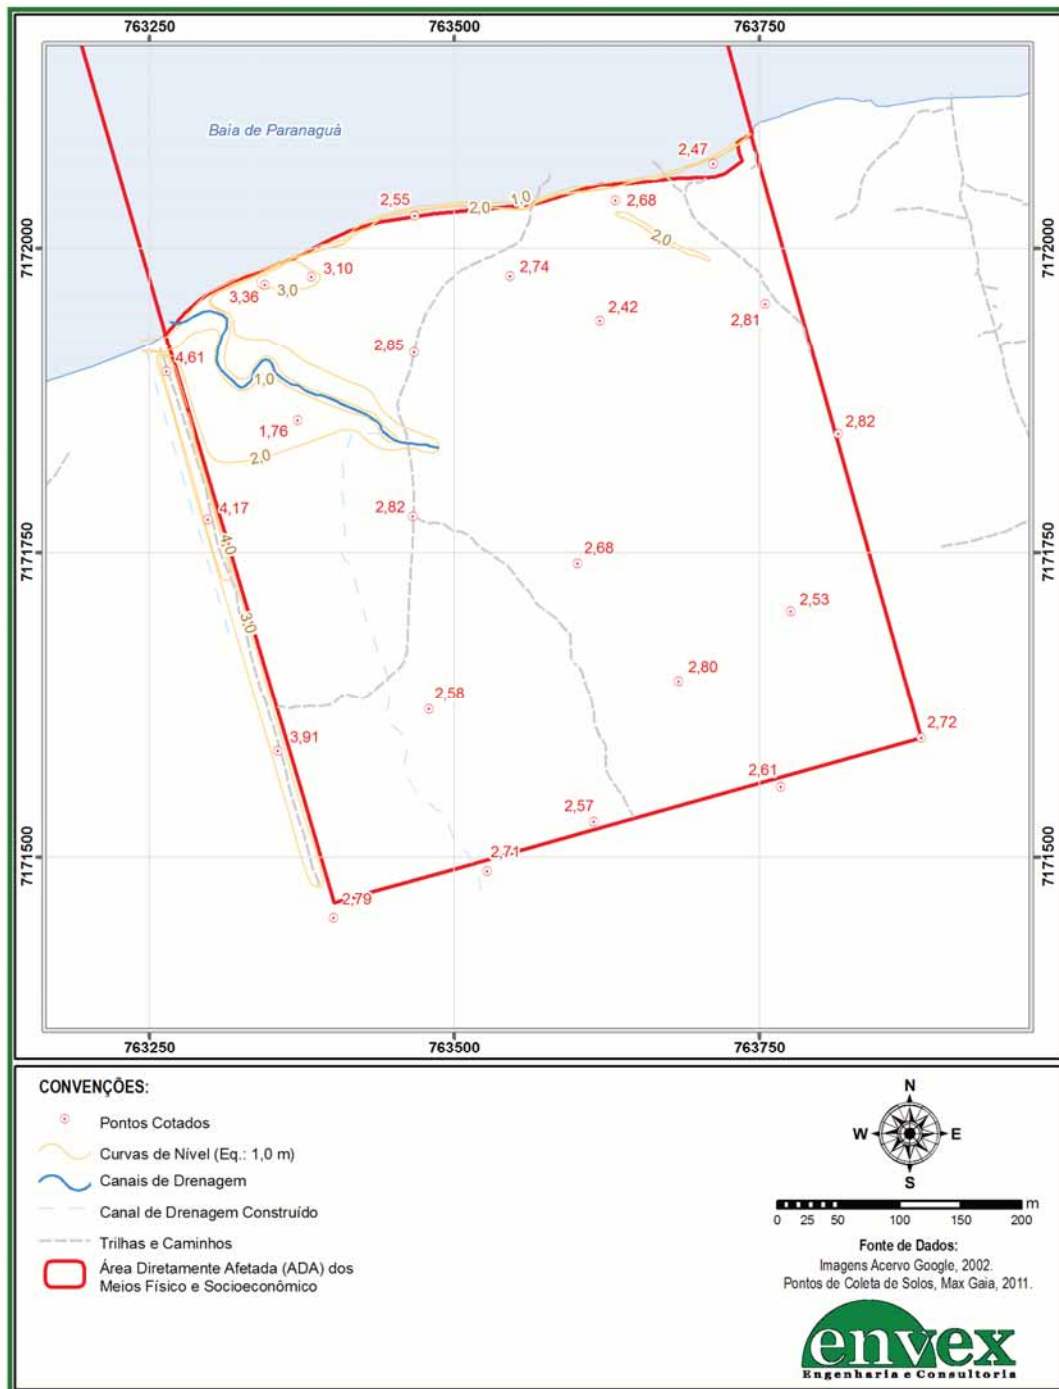 763250 763500 763750
Baia de Paranaguá
2,47
2,55 2,0 1,0 2,68
2,0
7172000 7172000
3,10 2,74
3,36 3,0
2,42 2,81
2,85
4,61 1,0
1,76 2,82
2,0
4,17 2,82
4,0 2,68
7171750 7171750
3,0 2,53
2,80
2,58
3,91 2,72
2,61
2,57
2,71
7171500 7171500
2,79
763250 763500 763750
CONVENÇÕES:
Pontos Cotados
Curvas de Nível (Eq.: 1,0 m)
Canais de Drenagem
Canal de Drenagem Construído
Trilhas e Caminhos
Área Diretamente Afetada (ADA) dos
Meios Físico e Socioeconômico
N
W E
S
m
0 25 50 100 150 200
Fonte de Dados:
Imagens Acervo Google, 2002.
Pontos de Coleta de Solos, Max Gaia, 2011.
envex
Engenharia e Consultoria